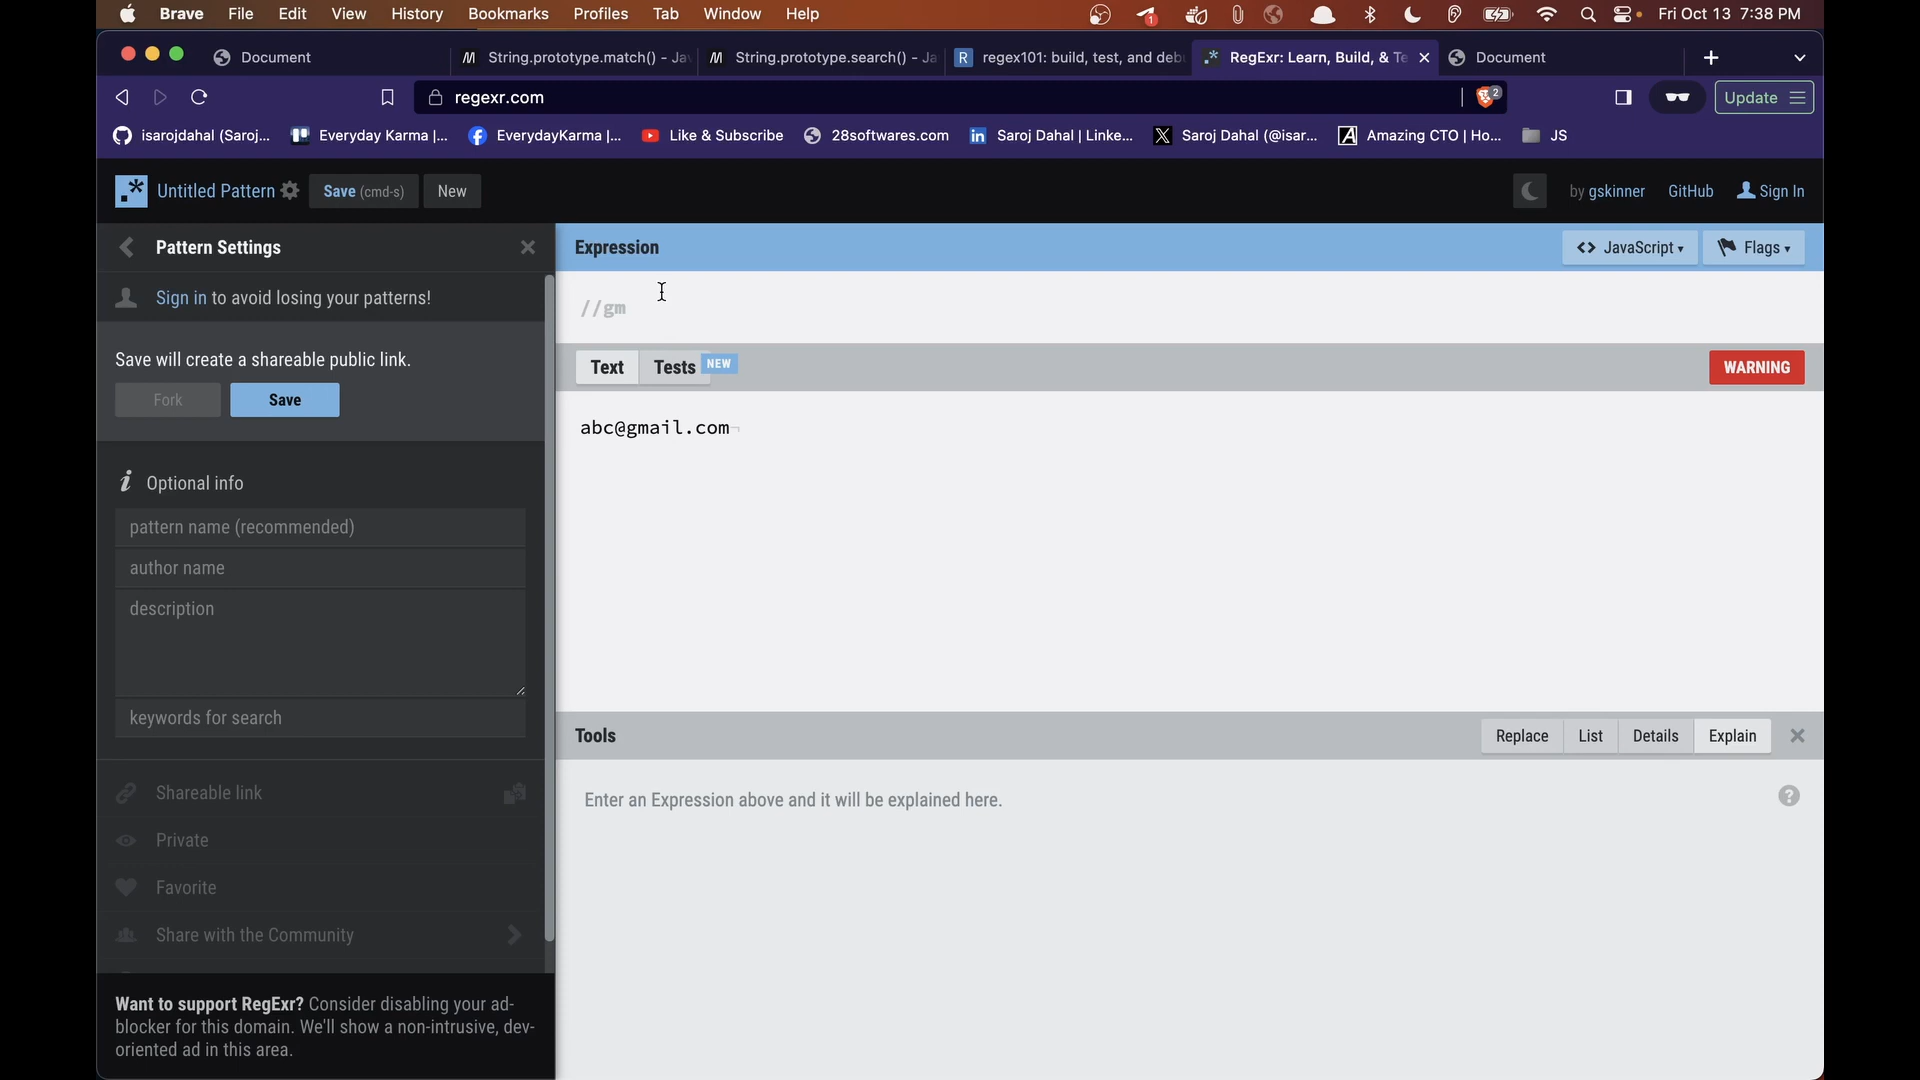 Brave File Edit View History Bookmarks Profiles Tab Window Help 1 Fri Oct 13 7:38 PM
Document String.prototype.match() - Ja String.prototype.search() - Ja R regex101: build, test, and deb RegExr: Learn, Build, & Te Document
regexr.com 2 Update
isarojdahal (Saroj... Everyday Karma |... EverydayKarma |... Like & Subscribe 28softwares.com Saroj Dahal | Linke... Saroj Dahal (@isar... Amazing CTO | Ho... JS
Untitled Pattern Save (cmd-s) New by gskinner GitHub Sign In
Pattern Settings
Expression <> JavaScript Flags
Sign in to avoid losing your patterns!
//gm
Save will create a shareable public link.
Fork Save
Text Tests NEW WARNING
abc@gmail.com
Optional info
pattern name (recommended)
author name
description
keywords for search
Tools Replace List Details Explain
Enter an Expression above and it will be explained here. ?
Shareable link
Private
Favorite
Share with the Community
Want to support RegExr? Consider disabling your ad-
blocker for this domain. We'll show a non-intrusive, dev-
oriented ad in this area.